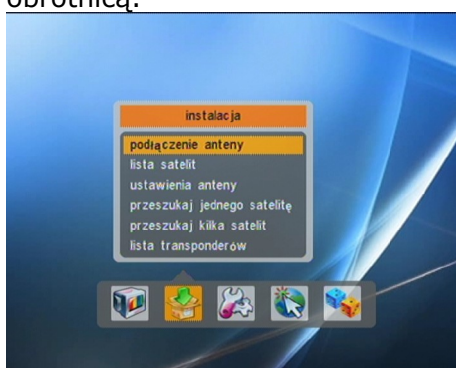 obrotnicą.
instalacja
podłączenie anteny
lista satelit
ustawienia anteny
przeszukaj jednego satelitę
przeszukaj kilka satelit
lista transponderów